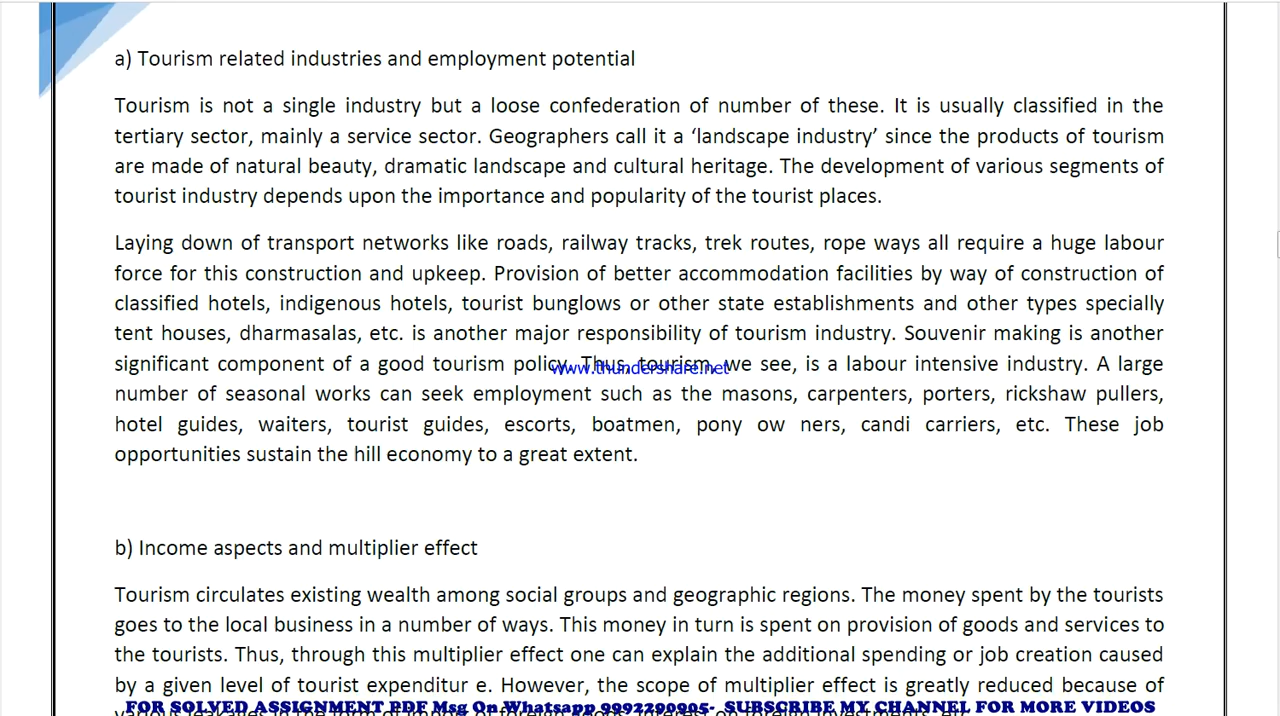 a) Tourism related industries and employment potential
Tourism is not a single industry but a loose confederation of number of these. It is usually classified in the
tertiary sector, mainly a service sector. Geographers call it a ‘landscape industry’ since the products of tourism
are made of natural beauty, dramatic landscape and cultural heritage. The development of various segments of
tourist industry depends upon the importance and popularity of the tourist places.
Laying down of transport networks like roads, railway tracks, trek routes, rope ways all require a huge labour
force for this construction and upkeep. Provision of better accommodation facilities by way of construction of
classified hotels, indigenous hotels, tourist bunglows or other state establishments and other types specially
tent houses, dharmasalas, etc. is another major responsibility of tourism industry. Souvenir making is another
significant component of a good tourism policy. Thus, tourism, we see, is a labour intensive industry. A large
www.thundershare.net
number of seasonal works can seek employment such as the masons, carpenters, porters, rickshaw pullers,
hotel guides, waiters, tourist guides, escorts, boatmen, pony ow ners, candi carriers, etc. These job
opportunities sustain the hill economy to a great extent.
b) Income aspects and multiplier effect
Tourism circulates existing wealth among social groups and geographic regions. The money spent by the tourists
goes to the local business in a number of ways. This money in turn is spent on provision of goods and services to
the tourists. Thus, through this multiplier effect one can explain the additional spending or job creation caused
by a given level of tourist expenditur e. However, the scope of multiplier effect is greatly reduced because of
FOR SOLVED ASSIGNMENT PDF Msg On Whatsapp 9992290905- SUBSCRIBE MY CHANNEL FOR MORE VIDEOS